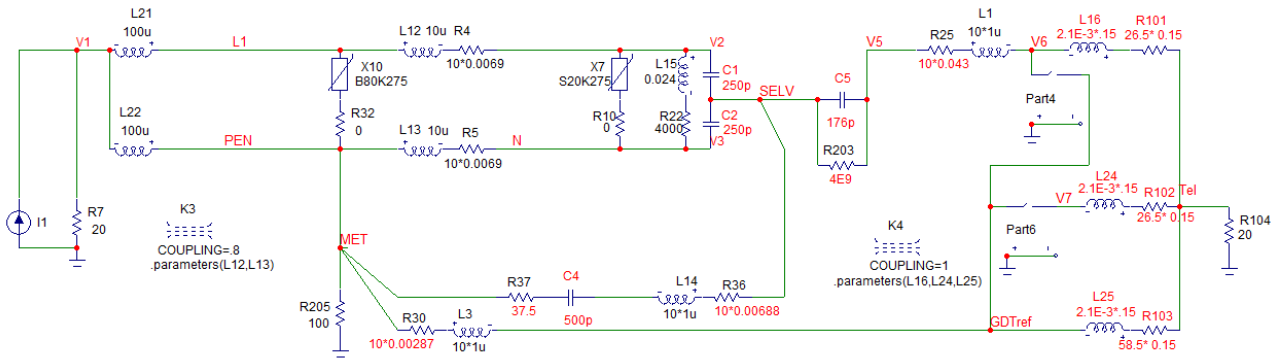 L21
100u
V1
L1
L12 10u
R4
10*0.0069
V2
X10
B80K275
X7
S20K275
L15
0.024
C1
250p
SELV
C5
176p
V5
R25
10*0.043
L1
10*1u
V6
L16
2.1E-3*.15
R101
26.5* 0.15
Part4
L22
100u
R32
0
PEN
L13 10u
R5
10*0.0069
N
R10
0
R22
4000
C2
250p
V3
R203
4E9
I1
R7
20
K3
COUPLING=.8
.parameters(L12,L13)
MET
K4
COUPLING=1
.parameters(L16,L24,L25)
L24
2.1E-3*.15
V7
R102
26.5* 0.15
Tel
R104
20
Part6
R205
100
R37
37.5
C4
500p
L14
10*1u
R36
10*0.00688
R30
10*0.00287
L3
10*1u
GDTref
L25
2.1E-3*.15
R103
58.5* 0.15